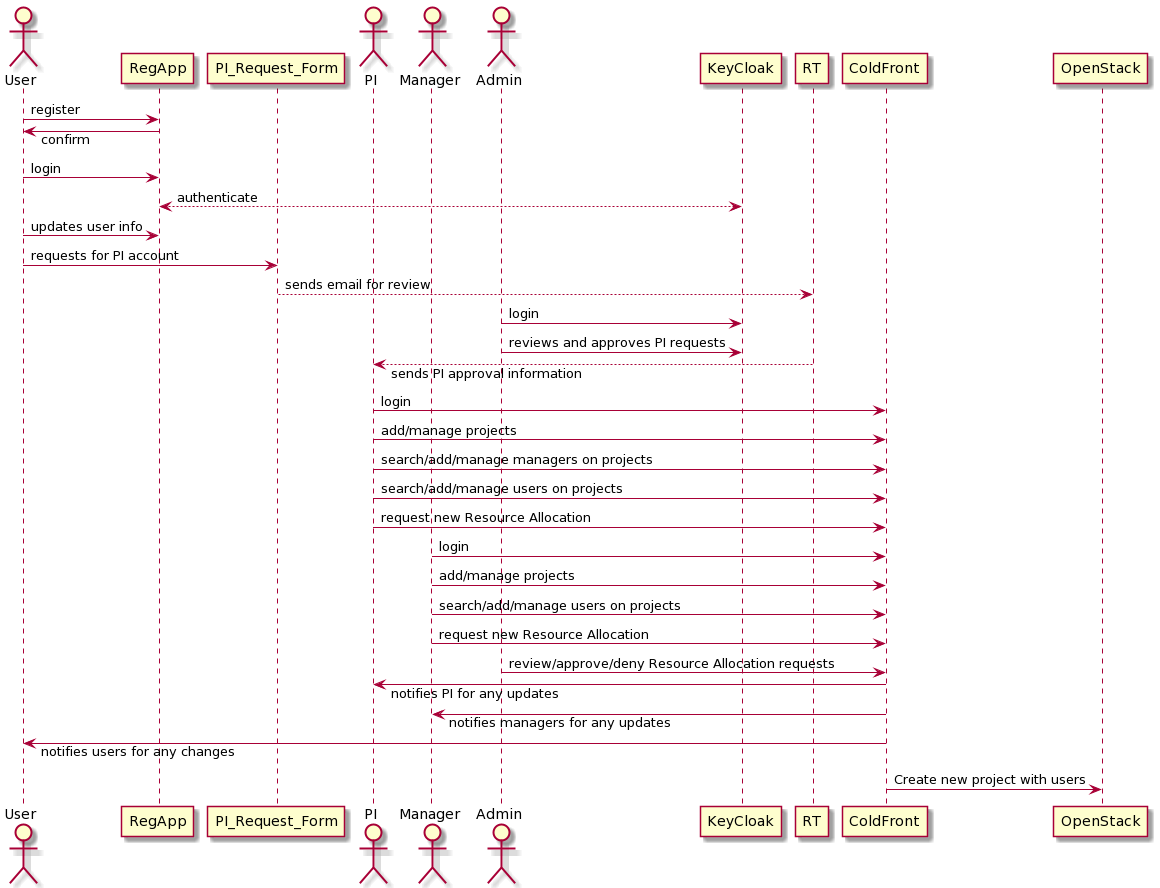 User RegApp PI_Request_Form PI Manager Admin KeyCloak RT ColdFront OpenStack
register
confirm
login
authenticate
updates user info
requests for PI account
sends email for review
login
reviews and approves PI requests
sends PI approval information
login
add/manage projects
search/add/manage managers on projects
search/add/manage users on projects
request new Resource Allocation
login
add/manage projects
search/add/manage users on projects
request new Resource Allocation
review/approve/deny Resource Allocation requests
notifies PI for any updates
notifies managers for any updates
notifies users for any changes
Create new project with users
User RegApp PI_Request_Form PI Manager Admin KeyCloak RT ColdFront OpenStack